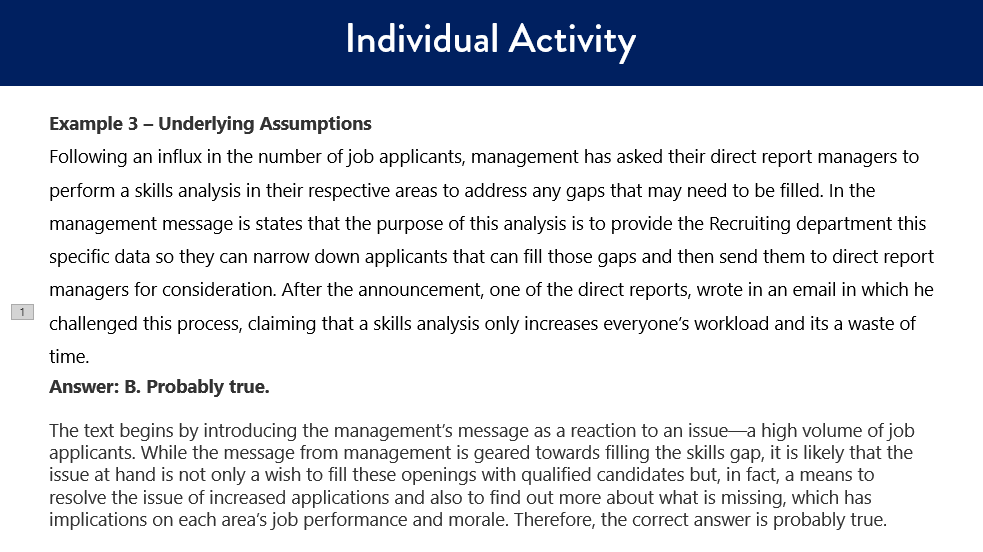 Individual Activity
Example 3 – Underlying Assumptions
Following an influx in the number of job applicants, management has asked their direct report managers to
perform a skills analysis in their respective areas to address any gaps that may need to be filled. In the
management message is states that the purpose of this analysis is to provide the Recruiting department this
specific data so they can narrow down applicants that can fill those gaps and then send them to direct report
managers for consideration. After the announcement, one of the direct reports, wrote in an email in which he
1
challenged this process, claiming that a skills analysis only increases everyone's workload and its a waste of
time.
Answer: B. Probably true.
The text begins by introducing the management's message as a reaction to an issue—a high volume of job
applicants. While the message from management is geared towards filling the skills gap, it is likely that the
issue at hand is not only a wish to fill these openings with qualified candidates but, in fact, a means to
resolve the issue of increased applications and also to find out more about what is missing, which has
implications on each area's job performance and morale. Therefore, the correct answer is probably true.